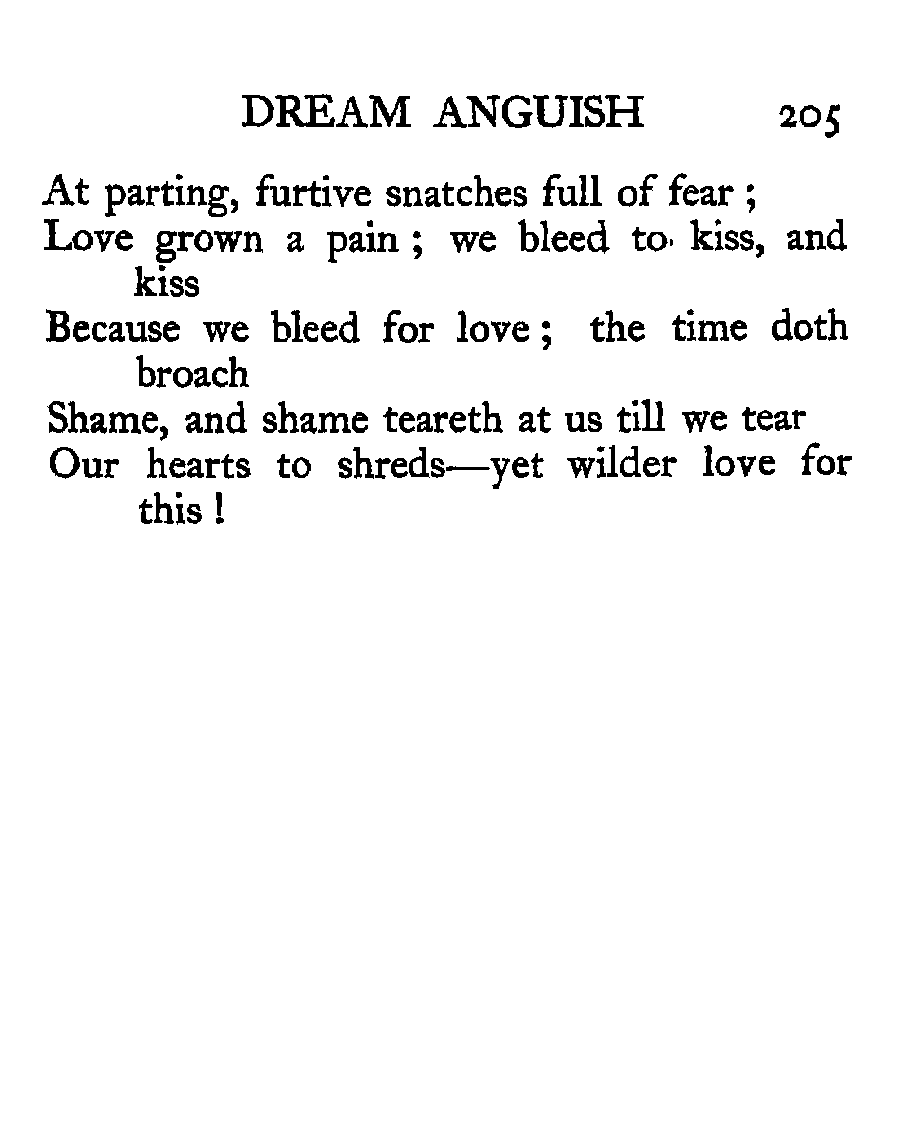 DREAM ANGUISH 205
At parting, furtive snatches full of fear ;
Love grown a pain ; we bleed to kiss, and
kiss
Because we bleed for love ; the time doth
broach
Shame, and shame teareth at us till we tear
Our hearts to shreds—yet wilder love for
this !